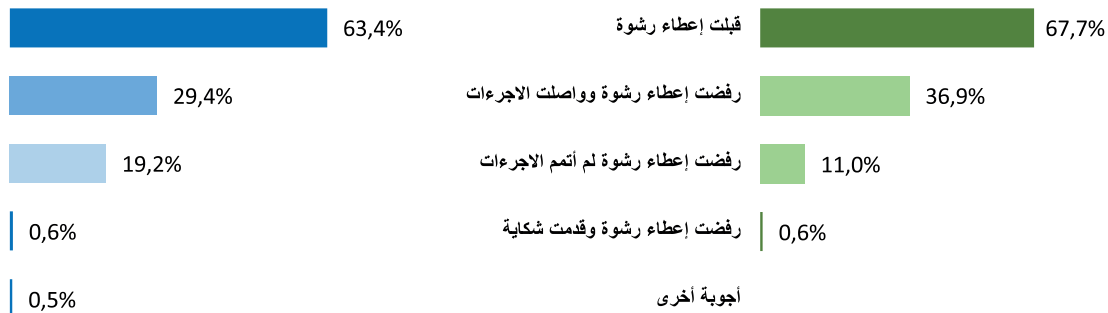 63,4% قبلت إعطاء رشوة 67,7%
29,4% رفضت إعطاء رشوة وواصلت الاجرءات 36,9%
19,2% رفضت إعطاء رشوة لم أتمم الاجرءات 11,0%
0,6% رفضت إعطاء رشوة وقدمت شكاية 0,6%
0,5% أجوبة أخرى